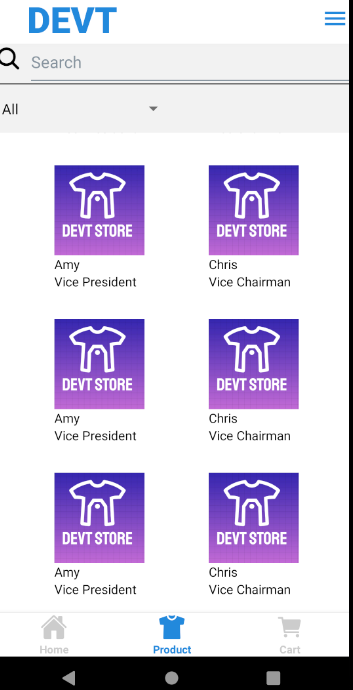 DEVT
Search
All
DEVT STORE
DEVT STORE
Amy
Chris
Vice President
Vice Chairman
DEVT STORE
DEVT STORE
Amy
Chris
Vice President
Vice Chairman
DEVT STORE
DEVT STORE
Amy
Chris
Vice President
Vice Chairman
Home
Product
Cart